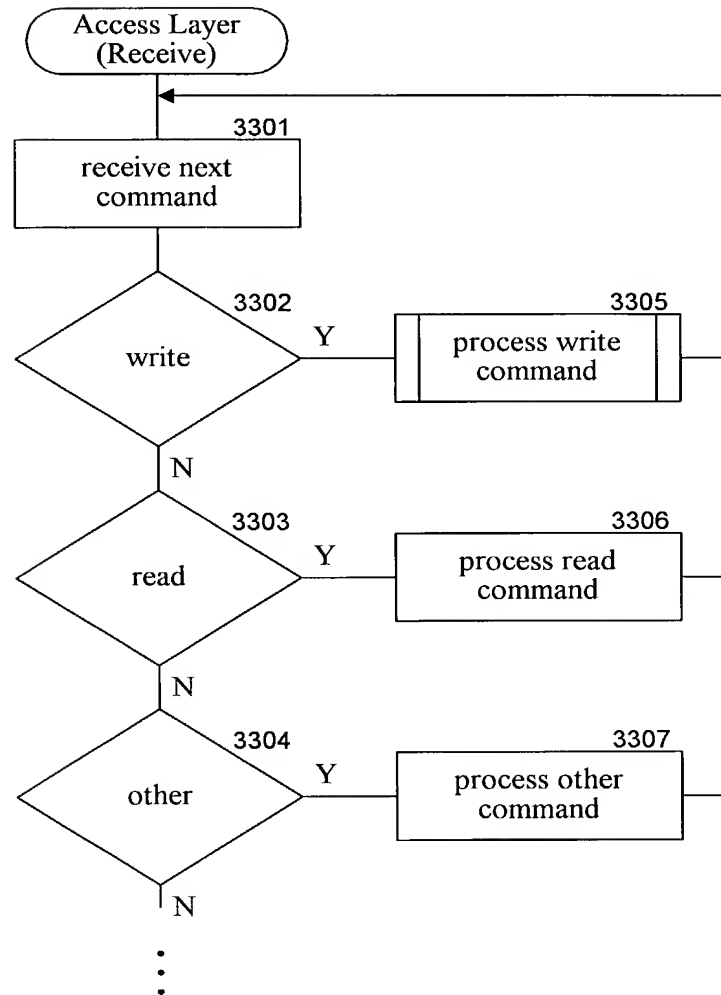 Access Layer
(Receive)
3301
receive next
command
3302
write
Y
3305
process write
command
N
3303
read
Y
3306
process read
command
N
3304
other
Y
3307
process other
command
N